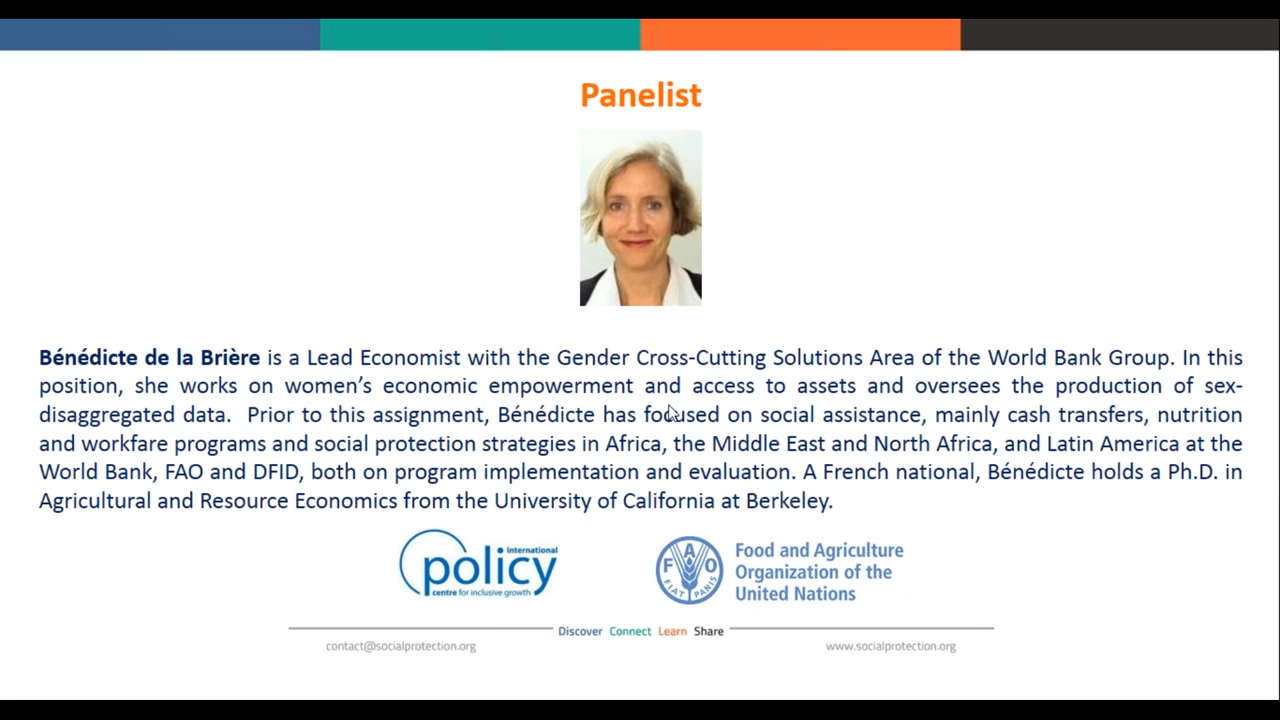 Panelist
Bénédicte de la Brière is a Lead Economist with the Gender Cross-Cutting Solutions Area of the World Bank Group. In this
position, she works on women's economic empowerment and access to assets and oversees the production of sex-
disaggregated data. Prior to this assignment, Bénédicte has focused on social assistance, mainly cash transfers, nutrition
and workfare programs and social protection strategies in Africa, the Middle East and North Africa, and Latin America at the
World Bank, FAO and DFID, both on program implementation and evaluation. A French national, Bénédicte holds a Ph.D. in
Agricultural and Resource Economics from the University of California at Berkeley.
international
policy
centre for inclusive growth
F A O
FIAT PANIS
Food and Agriculture
Organization of the
United Nations
Discover Connect Learn Share
contact@socialprotection.org
www.socialprotection.org